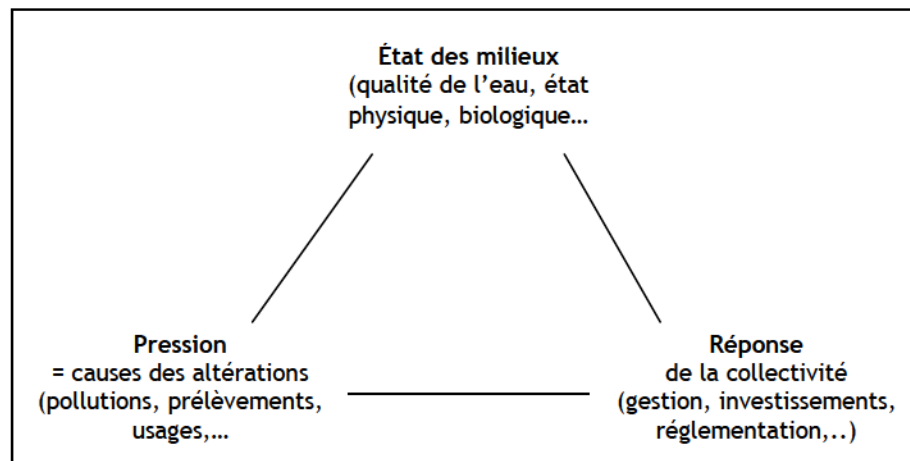 État des milieux
(qualité de l’eau, état
physique, biologique…
Pression
= causes des altérations
(pollutions, prélèvements,
usages,…
Réponse
de la collectivité
(gestion, investissements,
réglementation,..)